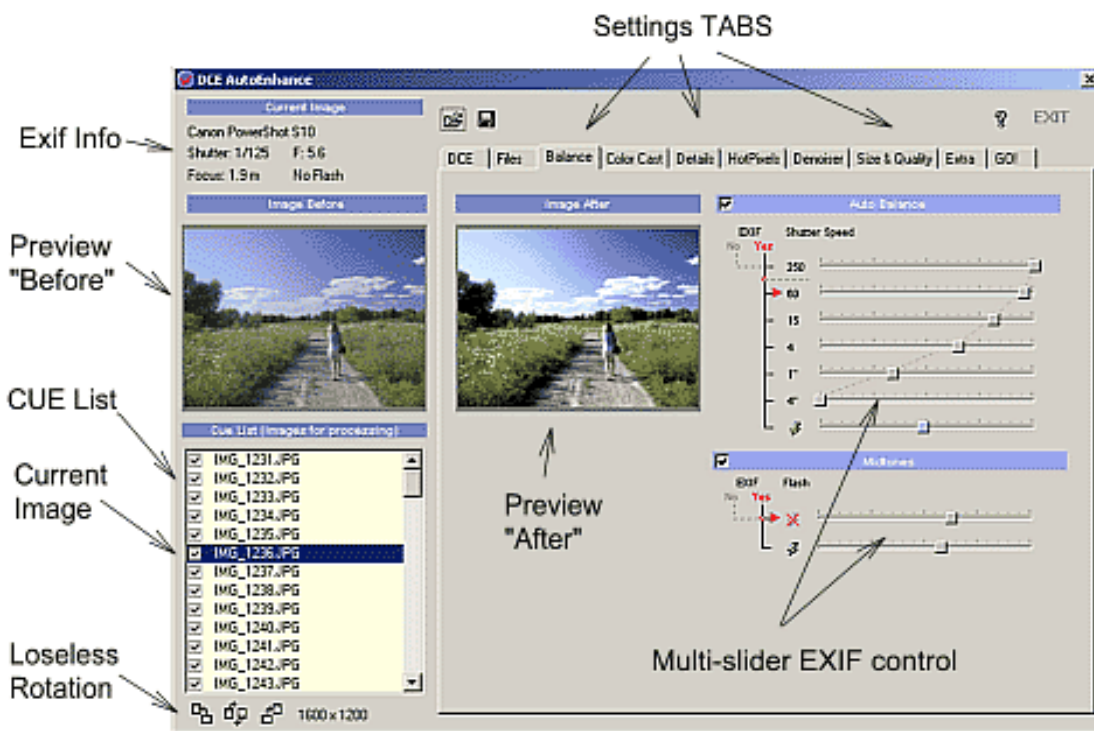 Settings TABS
DCE AutoEnhance
Current Image
Exif Info
Canon PowerShot S10
Shutter: 1/125 F: 5.6
Focus: 1.9 m No Flash
EXIT
DCE Files Balance Color Cast Details HotPixels Denoiser Size & Quality Extra GO!
Image Before
Image After
Auto Balance
Preview
"Before"
EXIF Shutter Speed
No Yes
250
60
15
4
1"
4"
CUE List
Cue List (Images for processing)
Current
Image
IMG_1231.JPG
IMG_1232.JPG
IMG_1233.JPG
IMG_1234.JPG
IMG_1235.JPG
IMG_1236.JPG
IMG_1237.JPG
IMG_1238.JPG
IMG_1239.JPG
IMG_1240.JPG
IMG_1241.JPG
IMG_1242.JPG
IMG_1243.JPG
Preview
"After"
Midtones
EXIF Flash
No Yes
Multi-slider EXIF control
Loseless
Rotation
1600 x 1200